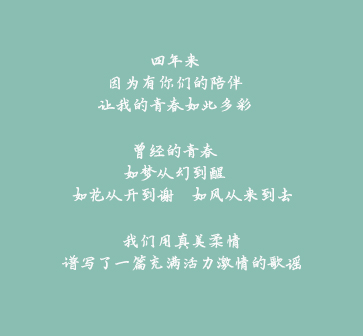 四年来
因为有你们的陪伴
让我的青春如此多彩
曾经的青春
如梦从幻到醒
如花从开到谢 如风从来到去
我们用真美柔情
谱写了一篇充满活力激情的歌谣